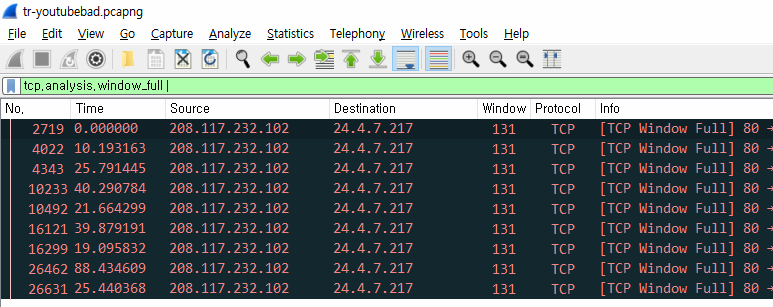 tr-youtubebad.pcapng
File Edit View Go Capture Analyze Statistics Telephony Wireless Tools Help
tcp.analysis.window_full
No. Time Source Destination Window Protocol Info
2719 0.000000 208.117.232.102 24.4.7.217 131 TCP [TCP Window Full] 80 →
4022 10.193163 208.117.232.102 24.4.7.217 131 TCP [TCP Window Full] 80 →
4343 25.791445 208.117.232.102 24.4.7.217 131 TCP [TCP Window Full] 80 →
10233 40.290784 208.117.232.102 24.4.7.217 131 TCP [TCP Window Full] 80 →
10492 21.664299 208.117.232.102 24.4.7.217 131 TCP [TCP Window Full] 80 →
16121 39.879191 208.117.232.102 24.4.7.217 131 TCP [TCP Window Full] 80 →
16299 19.095832 208.117.232.102 24.4.7.217 131 TCP [TCP Window Full] 80 →
26462 88.434609 208.117.232.102 24.4.7.217 131 TCP [TCP Window Full] 80 →
26631 25.440368 208.117.232.102 24.4.7.217 131 TCP [TCP Window Full] 80 →